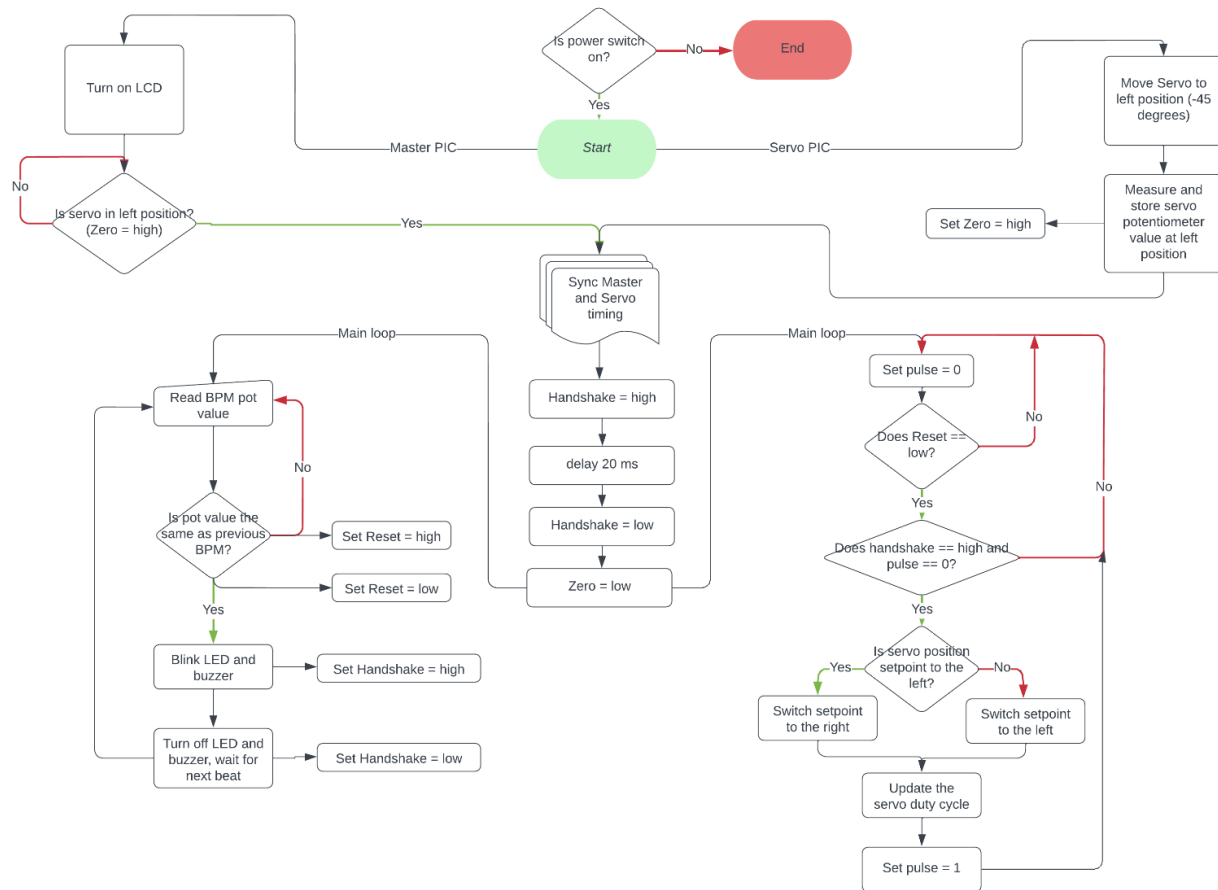 Is power switch
on?
No
End
Yes
Start
Master PIC
Servo PIC
Turn on LCD
Move Servo to
left position (-45
degrees)
No
Is servo in left position?
(Zero = high)
Yes
Set Zero = high
Measure and
store servo
potentiometer
value at left
position
Sync Master
and Servo
timing
Main loop
Main loop
Handshake = high
delay 20 ms
Handshake = low
Zero = low
Read BPM pot
value
No
Is pot value the
same as previous
BPM?
Set Reset = high
Set Reset = low
Yes
Blink LED and
buzzer
Set Handshake = high
Turn off LED and
buzzer, wait for
next beat
Set Handshake = low
Set pulse = 0
No
Does Reset ==
low?
Yes
No
Does handshake == high and
pulse == 0?
Yes
Is servo position
setpoint to the
left?
Yes
No
Switch setpoint
to the right
Switch setpoint
to the left
Update the
servo duty cycle
Set pulse = 1